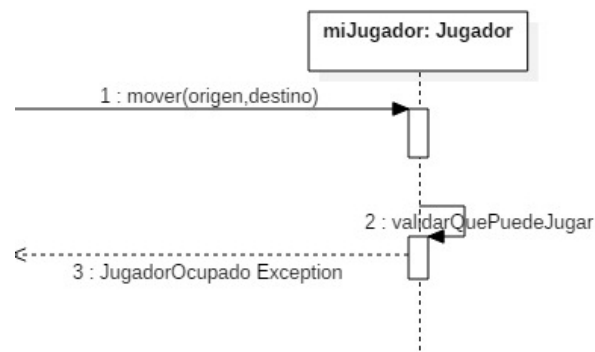 miJugador: Jugador
1 : mover(origen,destino)
2 : validarQuePuedeJugar
3 : JugadorOcupado Exception